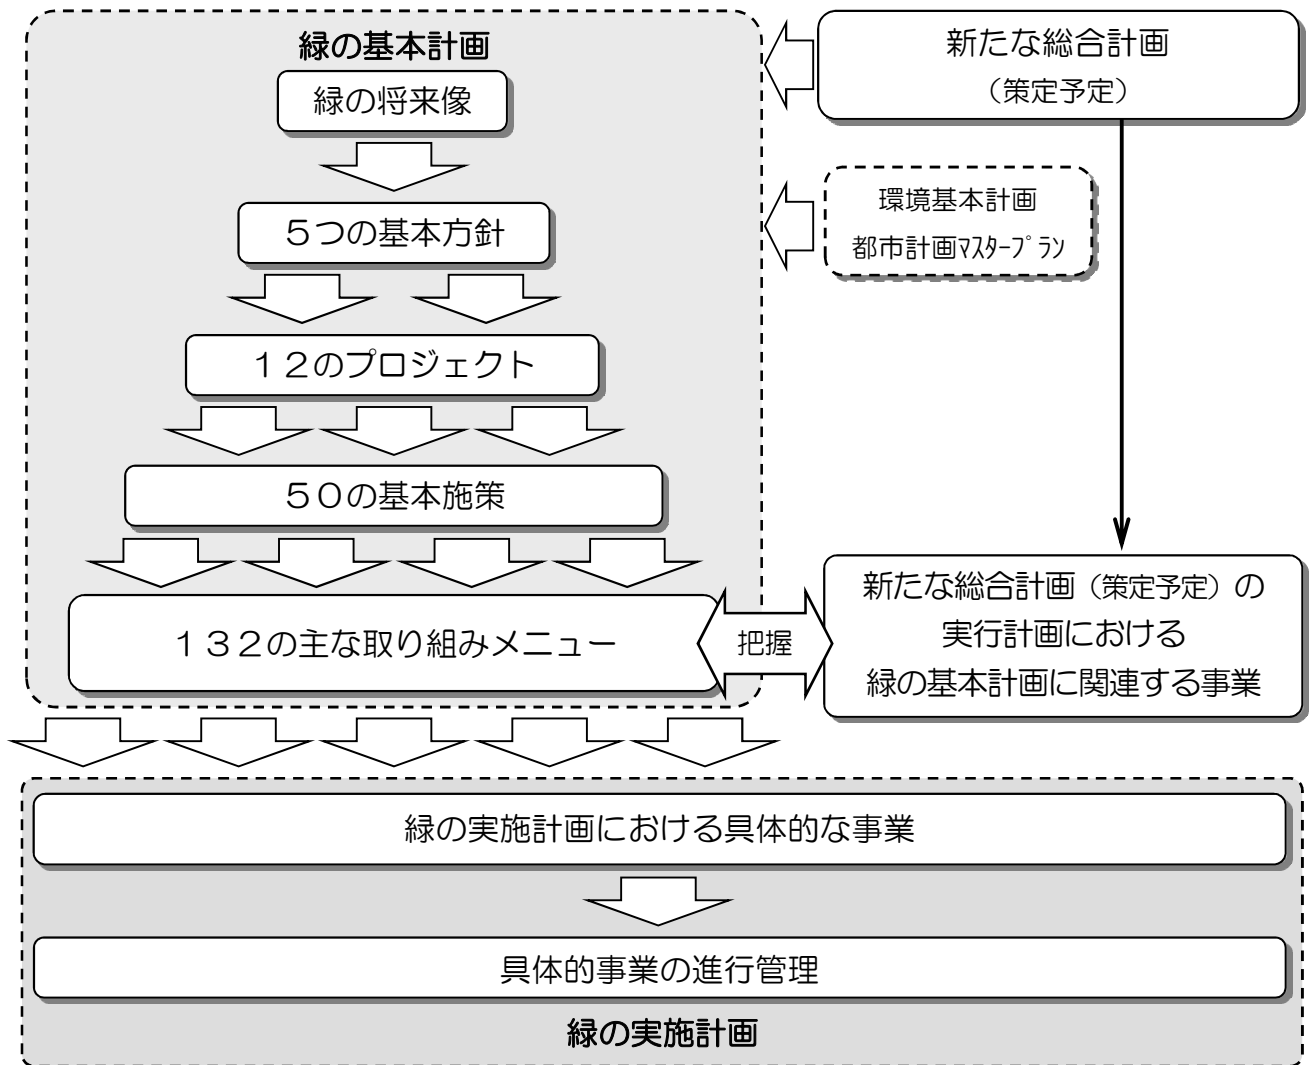 緑の基本計画
緑の将来像
５つの基本方針
１２のプロジェクト
５０の基本施策
１３２の主な取り組みメニュー
新たな総合計画
（策定予定）
環境基本計画
都市計画ﾏｽﾀｰﾌﾟﾗﾝ
把握
新たな総合計画（策定予定）の
実行計画における
緑の基本計画に関連する事業
緑の実施計画における具体的な事業
具体的事業の進行管理
緑の実施計画